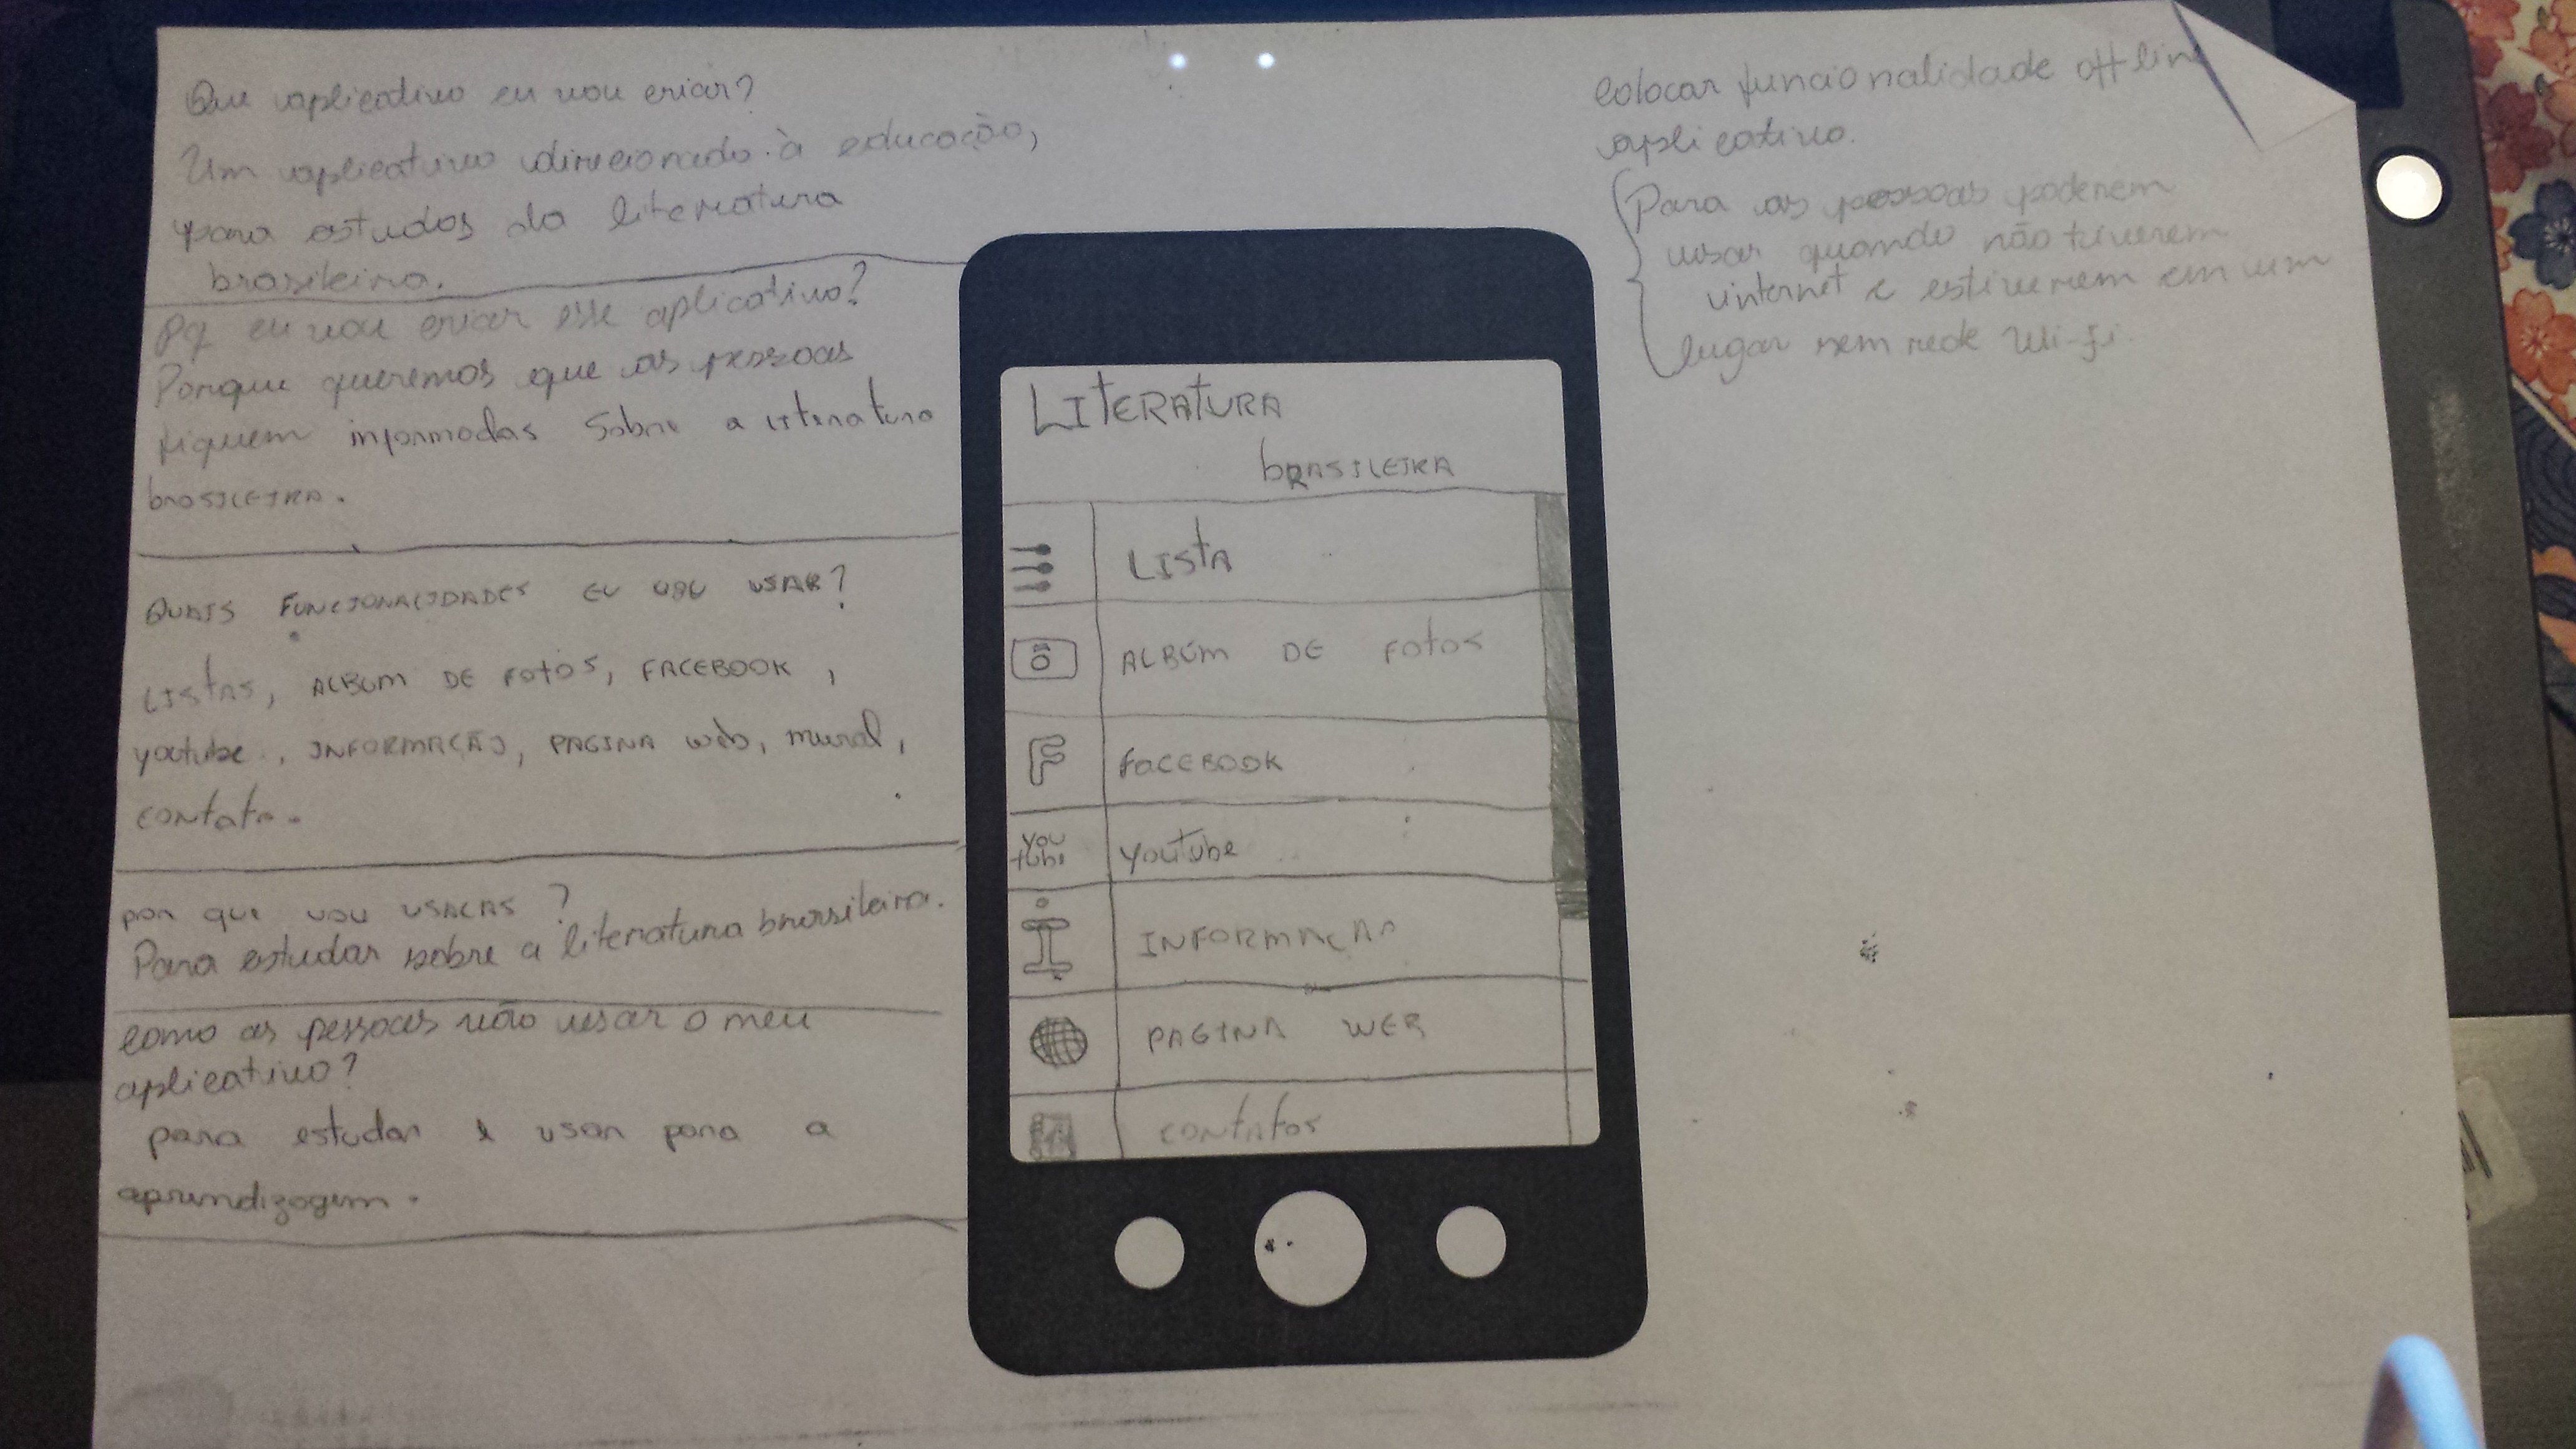 Que aplicativo eu vou criar?
Um aplicativo direcionado à educação,
para estudos da literatura
brasileira.
Pq eu vou criar esse aplicativo?
Porque queremos que as pessoas
fiquem informadas sobre a literatura
brasileira.
QUAIS FUNCIONALIDADES EU VOU USAR?
LISTAS, ALBUM DE FOTOS, FACEBOOK,
youtube, INFORMAÇÃO, PAGINA web, mural,
contato.
por que vou usalas?
Para estudar sobre a literatura brasileira.
Como as pessoas vão usar o meu
aplicativo?
para estudar e usar para a
aprendizagem.
LITERATURA
bRASILEIRA
LISTA
ALBÚM DE FOTOS
F
FACEBOOK
YOU
tube
Youtube
i
INFORMAÇAO
PAGINA WEB
CONTATOS
Colocar funcionalidade offline
aplicativo.
Para as pessoas poderem
usar quando não tiverem
internet e estiverem em um
lugar sem rede Wi-fi.